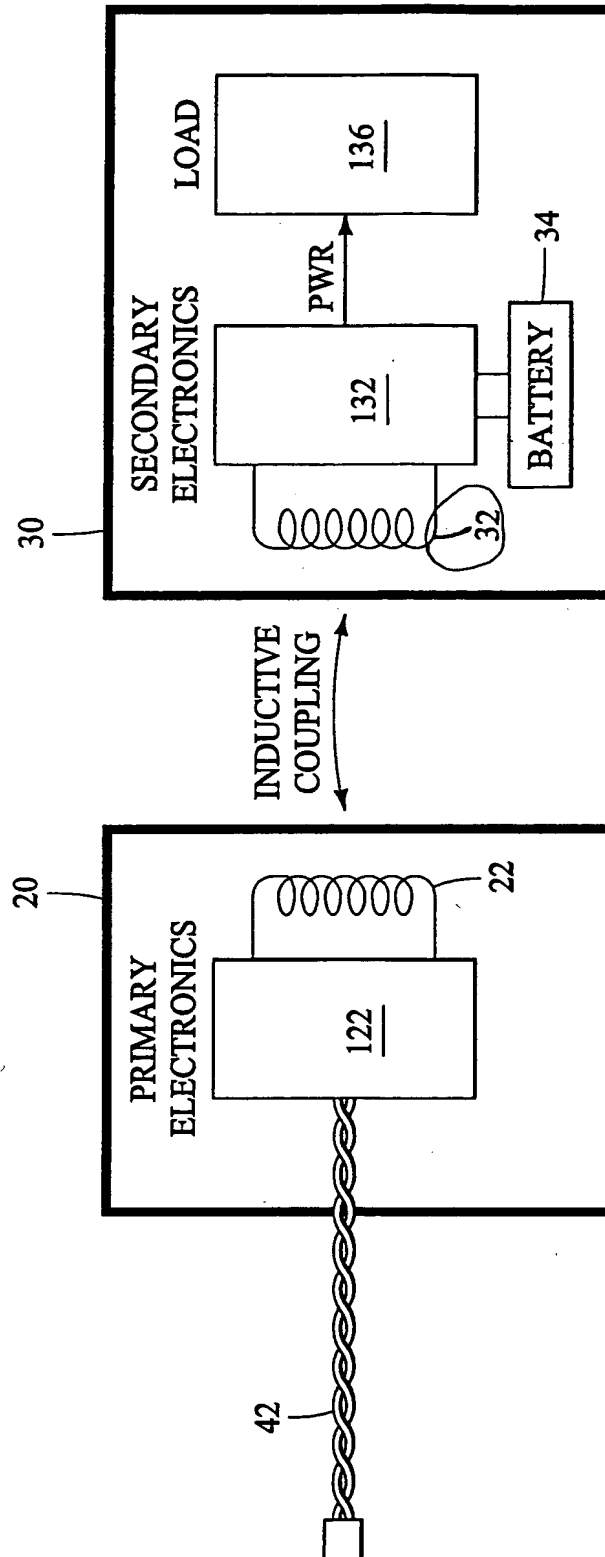 42
20
PRIMARY
ELECTRONICS
122
22
INDUCTIVE
COUPLING
30
SECONDARY
ELECTRONICS
132
32
PWR
LOAD
136
BATTERY
34